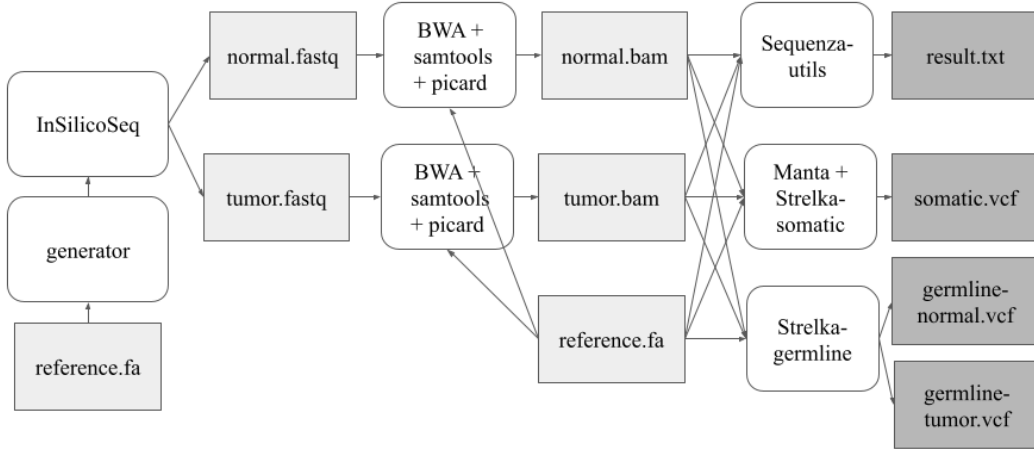 normal.fastq
BWA +
samtools
+ picard
normal.bam
Sequenza-
utils
result.txt
InSilicoSeq
tumor.fastq
BWA +
samtools
+ picard
tumor.bam
Manta +
Strelka-
somatic
somatic.vcf
generator
reference.fa
reference.fa
Strelka-
germline
germline-
normal.vcf
germline-
tumor.vcf